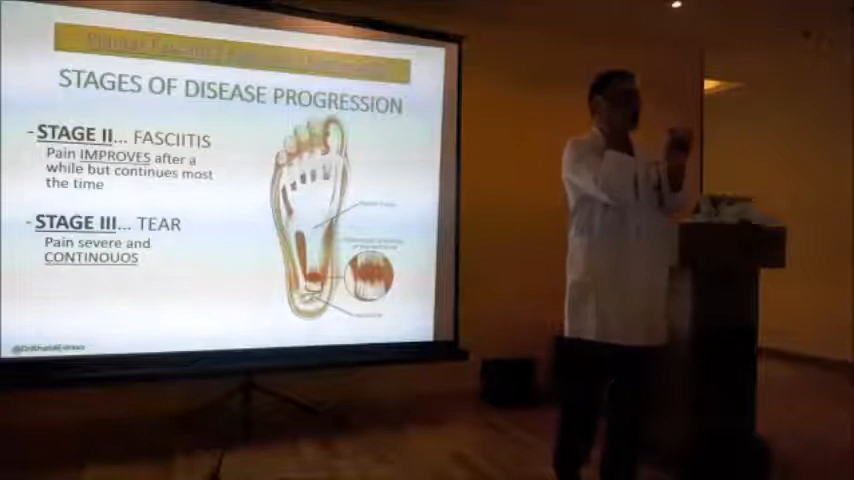 STAGES OF DISEASE PROGRESSION
-STAGE II... FASCIITIS
Pain IMPROVES after a
while but continues most
the time
-STAGE III... TEAR
Pain severe and
CONTINOUOS